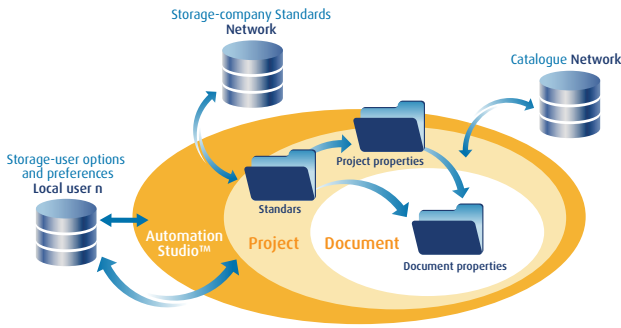 Storage-company Standards
Network
Catalogue Network
Storage-user options
and preferences
Local user n
Project properties
Standars
Automation
Studio™
Project
Document
Document properties